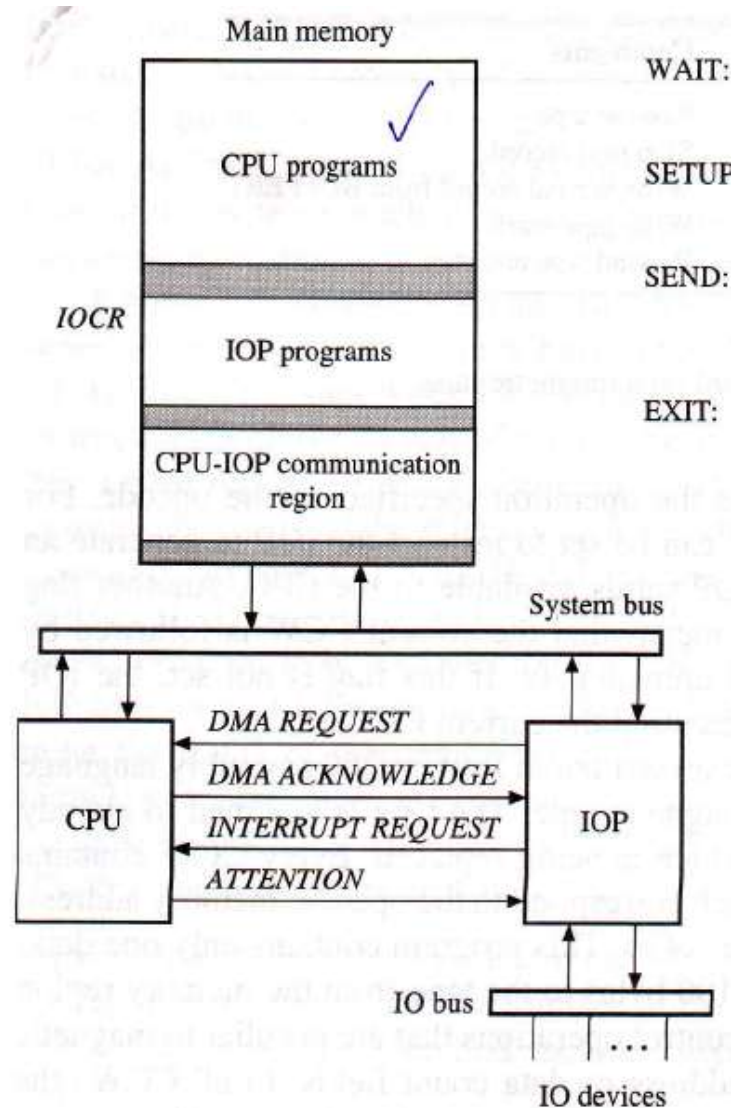 Main memory
WAIT:
CPU programs
SETUP
SEND:
IOCR
IOP programs
EXIT:
CPU-IOP communication
region
System bus
DMA REQUEST
DMA ACKNOWLEDGE
CPU
IOP
INTERRUPT REQUEST
ATTENTION
IO bus
...
IO devices